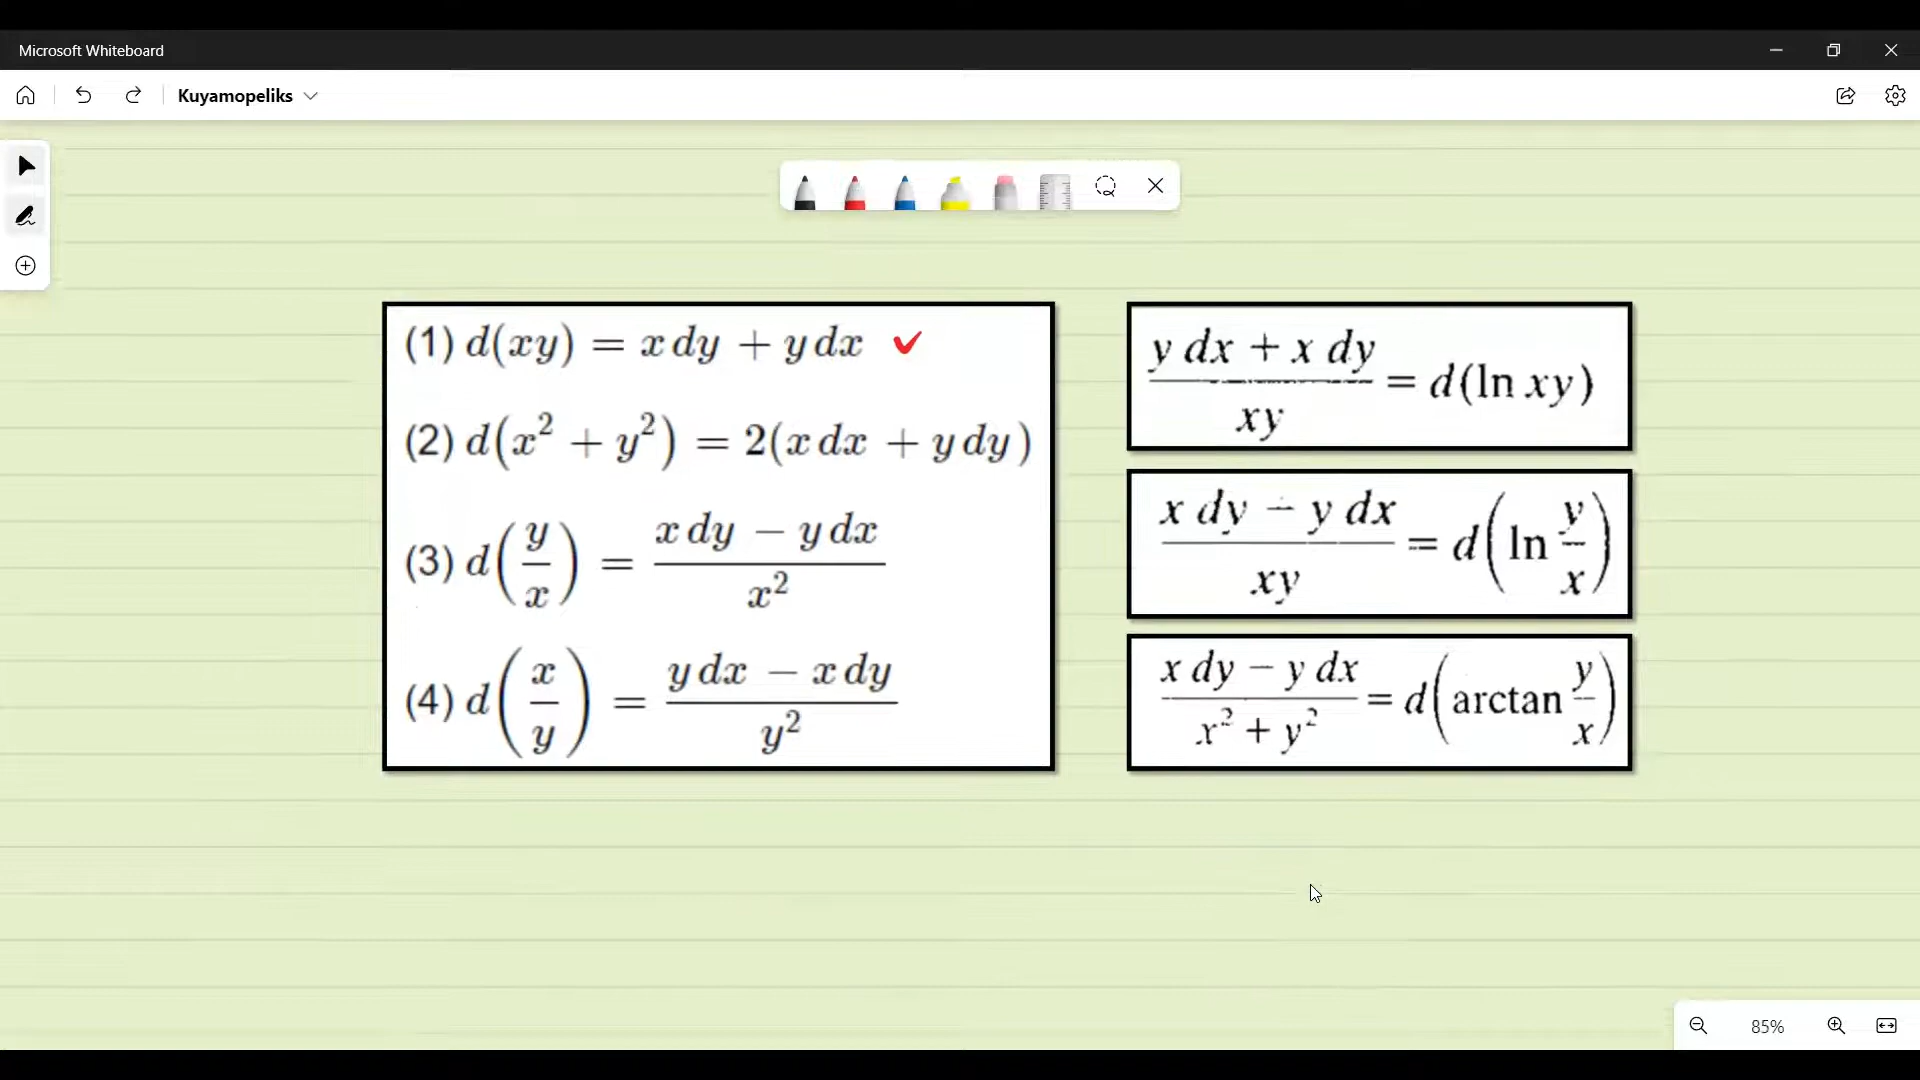 Microsoft Whiteboard
Kuyamopeliks
(1) d(xy) = x dy + y dx ✓
(2) d(x² + y²) = 2(x dx + y dy)
(3) d(y/x) = (x dy − y dx)/x²
(4) d(x/y) = (y dx − x dy)/y²
(y dx + x dy)/xy = d(ln xy)
(x dy − y dx)/xy = d(ln y/x)
(x dy − y dx)/(x² + y²) = d(arctan y/x)
85%